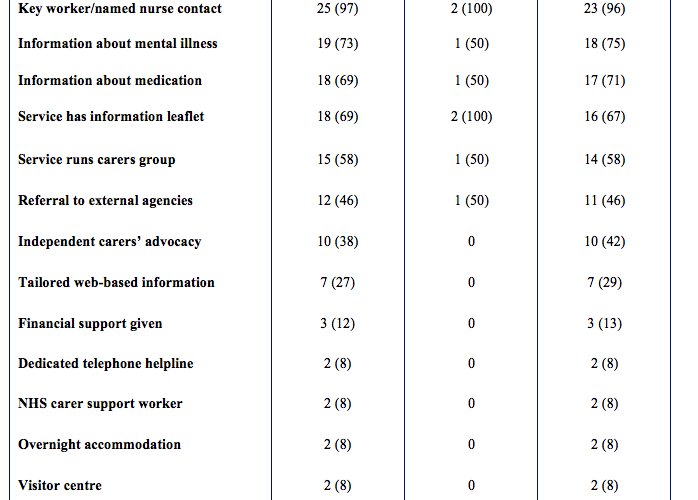 Key worker/named nurse contact 25 (97) 2 (100) 23 (96)
Information about mental illness 19 (73) 1 (50) 18 (75)
Information about medication 18 (69) 1 (50) 17 (71)
Service has information leaflet 18 (69) 2 (100) 16 (67)
Service runs carers group 15 (58) 1 (50) 14 (58)
Referral to external agencies 12 (46) 1 (50) 11 (46)
Independent carers’ advocacy 10 (38) 0 10 (42)
Tailored web-based information 7 (27) 0 7 (29)
Financial support given 3 (12) 0 3 (13)
Dedicated telephone helpline 2 (8) 0 2 (8)
NHS carer support worker 2 (8) 0 2 (8)
Overnight accommodation 2 (8) 0 2 (8)
Visitor centre 2 (8) 0 2 (8)